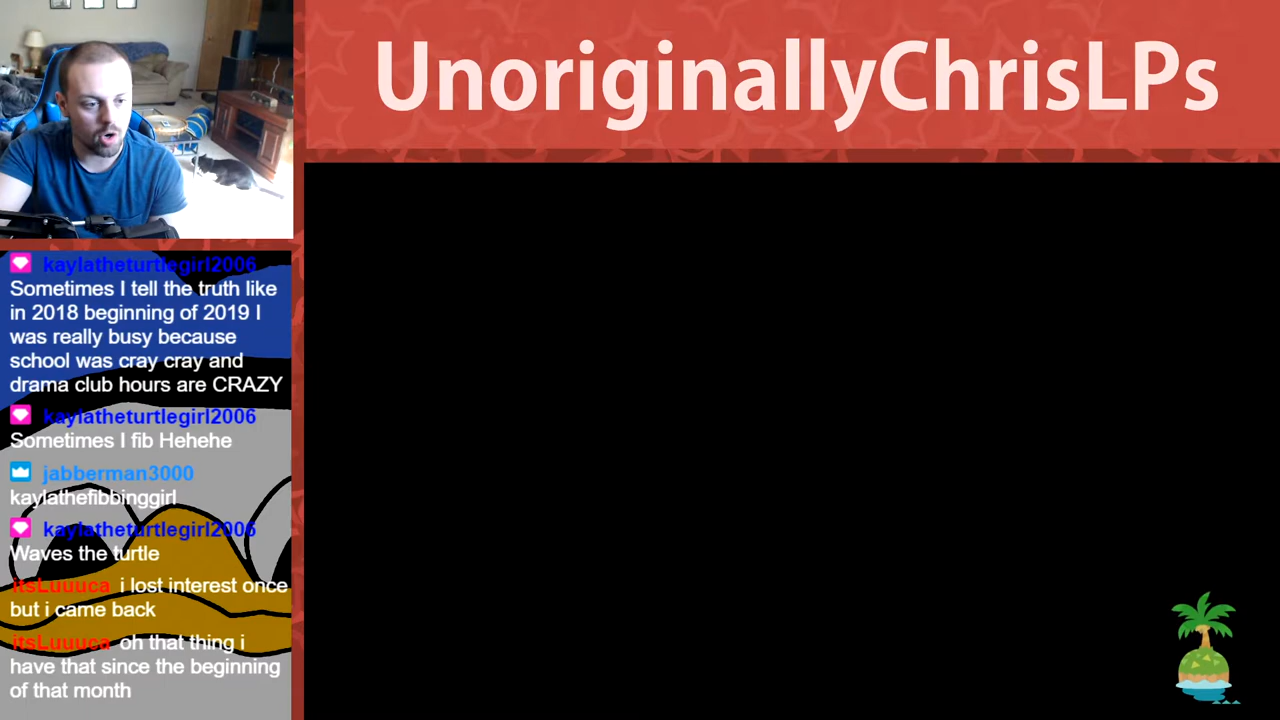 UnoriginallyChrisLPs
kaylatheturtlegirl2006
Sometimes I tell the truth like
in 2018 beginning of 2019 I
was really busy because
school was cray cray and
drama club hours are CRAZY
kaylatheturtlegirl2006
Sometimes I fib Hehehe
jabberman3000
kaylathefibbinggirl
kaylatheturtlegirl2006
Waves the turtle
itsLuuuca i lost interest once
but i came back
itsLuuuca oh that thing i
have that since the beginning
of that month